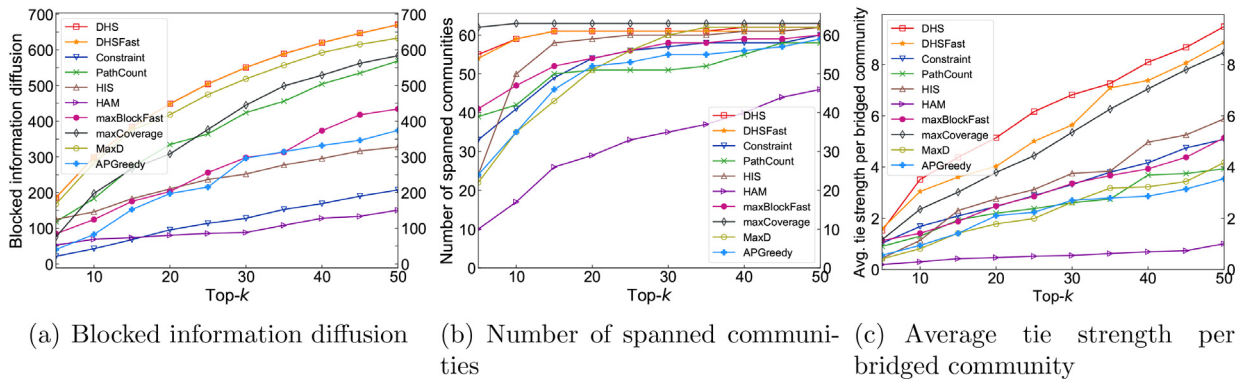 (a)
DHS
DHSFast
Constraint
PathCount
HIS
HAM
maxBlockFast
maxCoverage
MaxD
APGreedy
Blocked information diffusion
700
600
500
400
300
200
100
0
700
600
500
400
300
200
100
0
10
20
30
40
50
Top-k
(b)
DHS
DHSFast
Constraint
PathCount
HIS
HAM
maxBlockFast
maxCoverage
MaxD
APGreedy
Number of spanned communities
60
50
40
30
20
10
0
60
50
40
30
20
10
0
10
20
30
40
50
Top-k
(c)
DHS
DHSFast
Constraint
PathCount
HIS
HAM
maxBlockFast
maxCoverage
MaxD
APGreedy
Avg. tie strength per bridged community
8
6
4
2
0
8
6
4
2
0
10
20
30
40
50
Top-k
(a) Blocked information diffusion
(b) Number of spanned communi-
ties
(c) Average tie strength per
bridged community